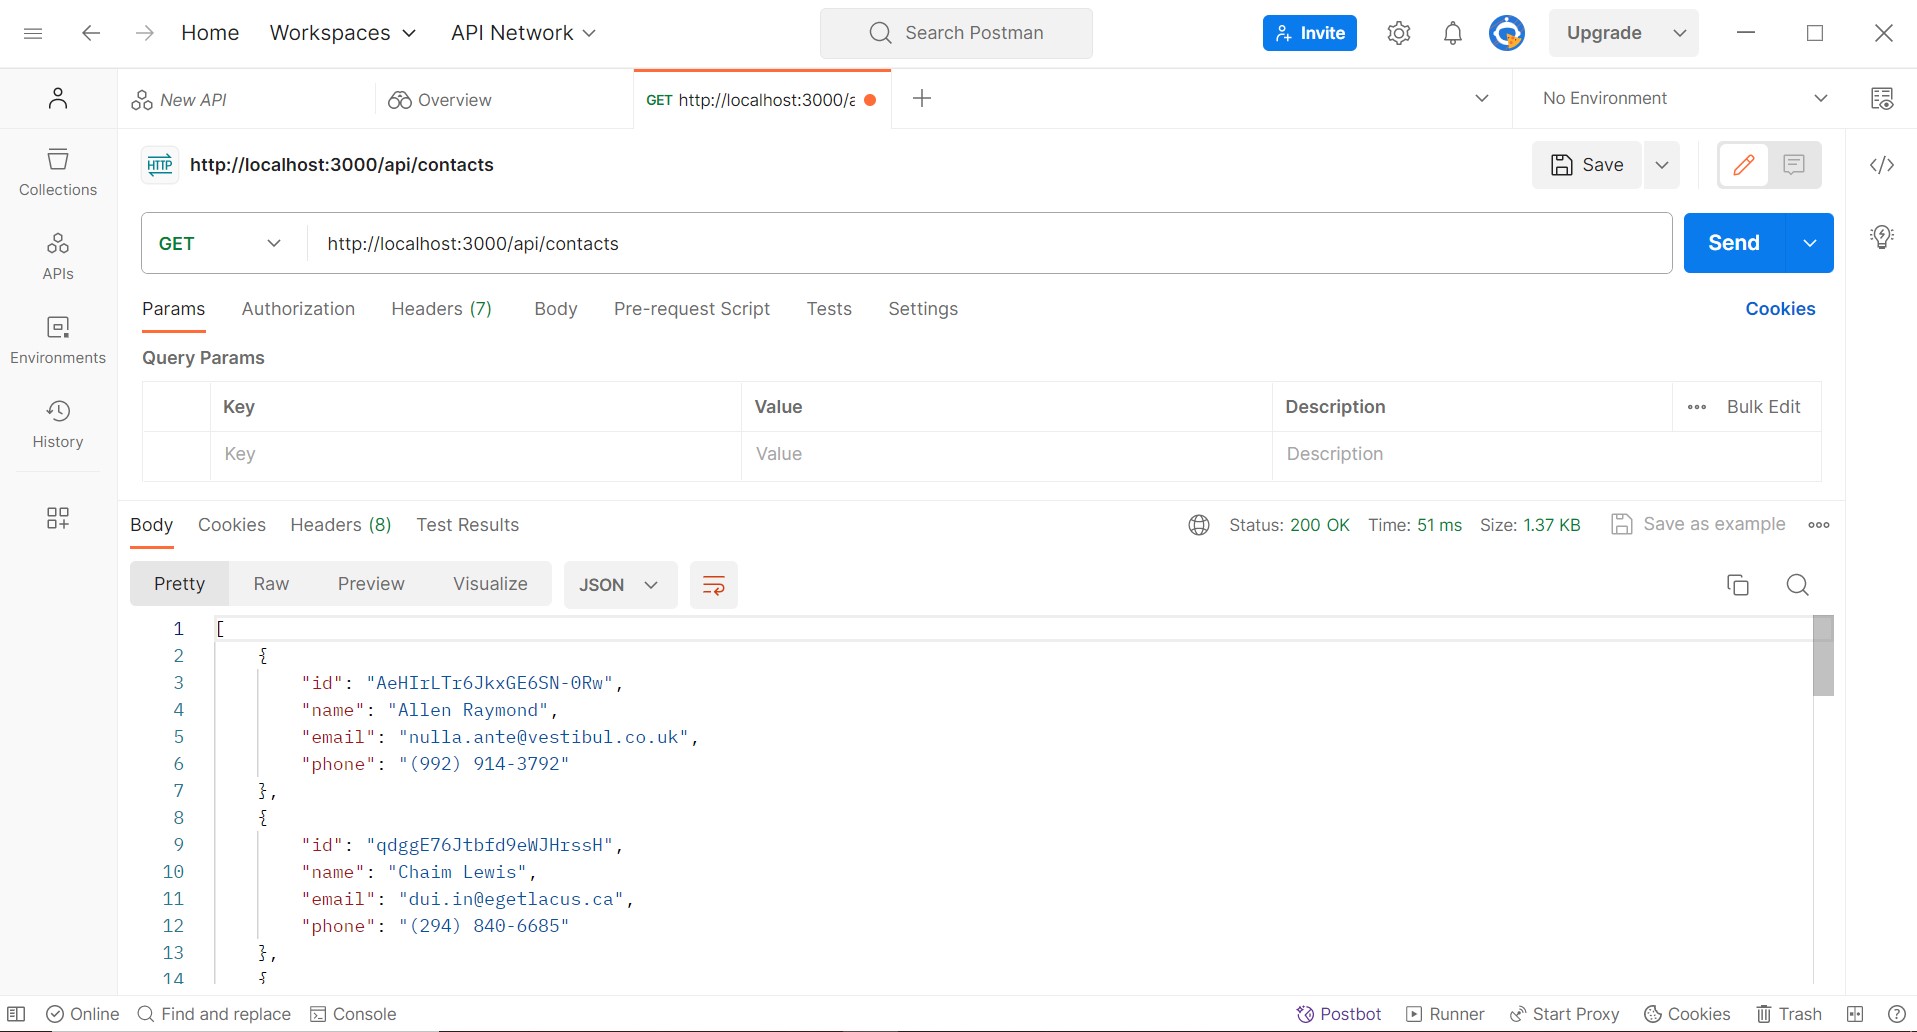 Home Workspaces API Network Search Postman Invite Upgrade
New API Overview GET http://localhost:3000/a No Environment
HTTP http://localhost:3000/api/contacts Save
Collections
APIs
Environments
History
GET http://localhost:3000/api/contacts Send
Params Authorization Headers (7) Body Pre-request Script Tests Settings Cookies
Query Params
Key Value Description Bulk Edit
Key Value Description
Body Cookies Headers (8) Test Results Status: 200 OK Time: 51 ms Size: 1.37 KB Save as example
Pretty Raw Preview Visualize JSON
1 [
2 {
3 "id": "AeHIrLTr6JkxGE6SN-0Rw",
4 "name": "Allen Raymond",
5 "email": "nulla.ante@vestibul.co.uk",
6 "phone": "(992) 914-3792"
7 },
8 {
9 "id": "qdggE76Jtbfd9eWJHrssH",
10 "name": "Chaim Lewis",
11 "email": "dui.in@egetlacus.ca",
12 "phone": "(294) 840-6685"
13 },
14 {
Online Find and replace Console Postbot Runner Start Proxy Cookies Trash